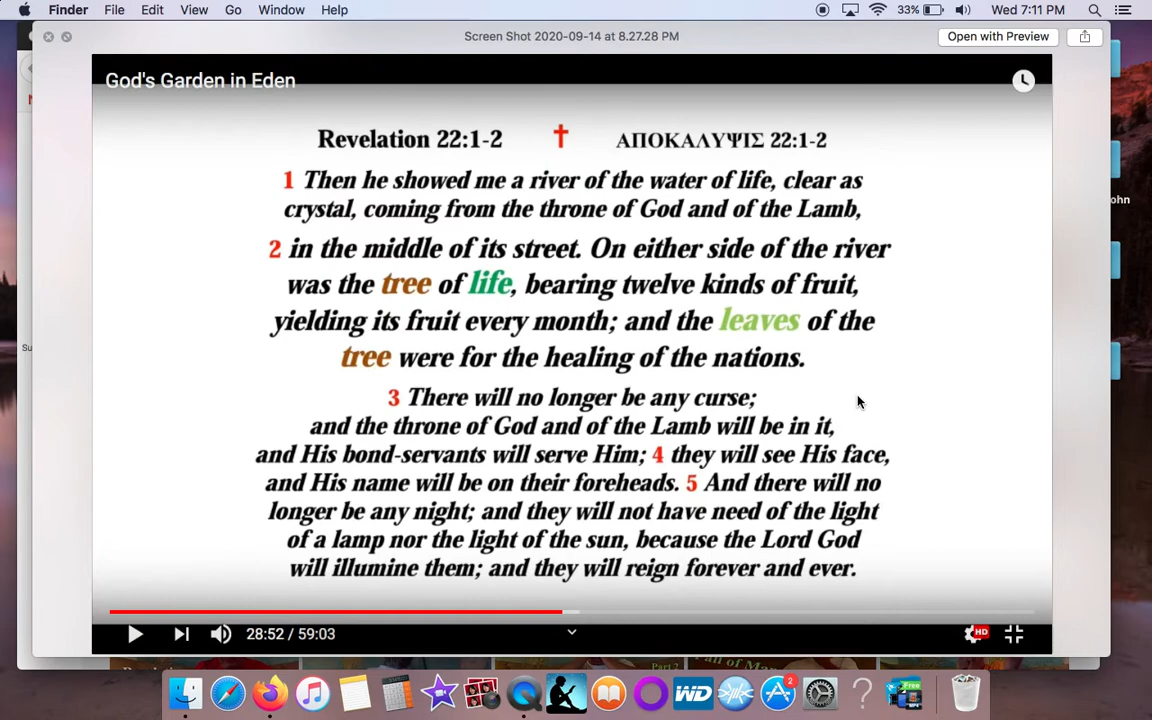 Finder File Edit View Go Window Help 33% Wed 7:11 PM
Screen Shot 2020-09-14 at 8.27.28 PM
Open with Preview
God's Garden in Eden
Revelation 22:1-2 ΑΠΟΚΑΛΥΨΙΣ 22:1-2
1 Then he showed me a river of the water of life, clear as
crystal, coming from the throne of God and of the Lamb,
2 in the middle of its street. On either side of the river
was the tree of life, bearing twelve kinds of fruit,
yielding its fruit every month; and the leaves of the
tree were for the healing of the nations.
3 There will no longer be any curse;
and the throne of God and of the Lamb will be in it,
and His bond-servants will serve Him; 4 they will see His face,
and His name will be on their foreheads. 5 And there will no
longer be any night; and they will not have need of the light
of a lamp nor the light of the sun, because the Lord God
will illumine them; and they will reign forever and ever.
ohn
Su
28:52 / 59:03
HD
Part 2
WD
2
Free
MP4